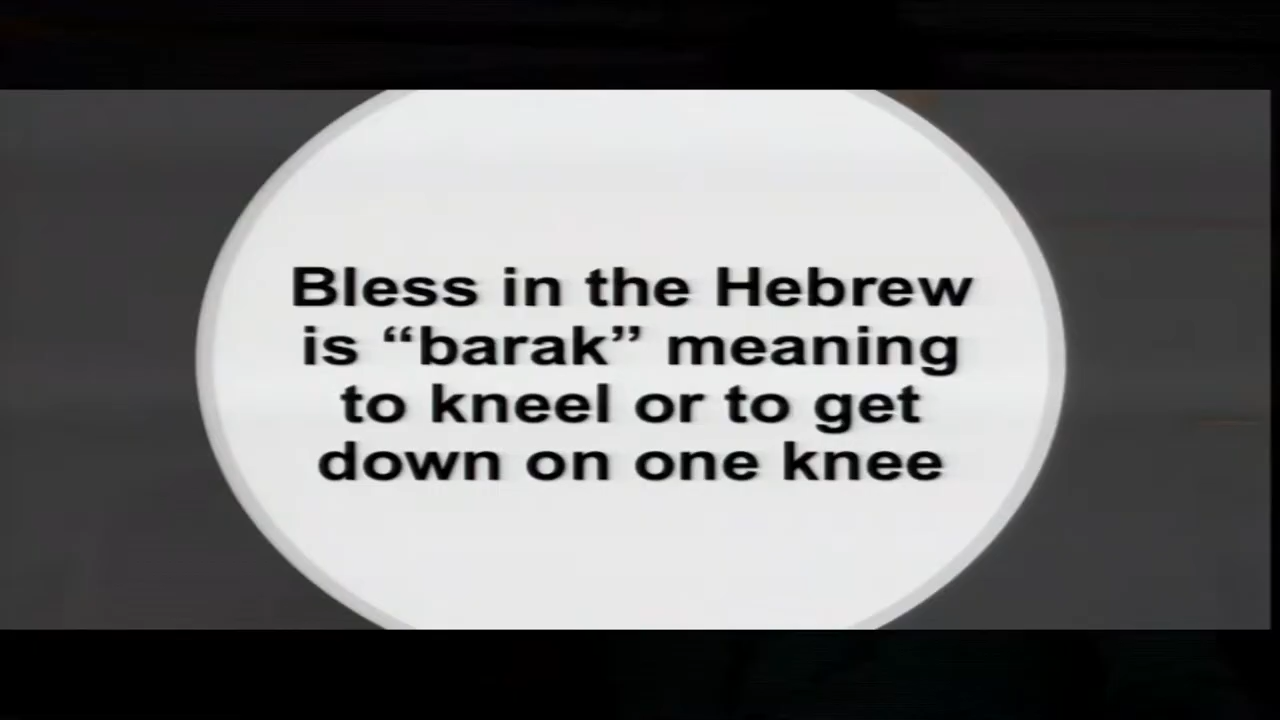 Bless in the Hebrew
is “barak” meaning
to kneel or to get
down on one knee